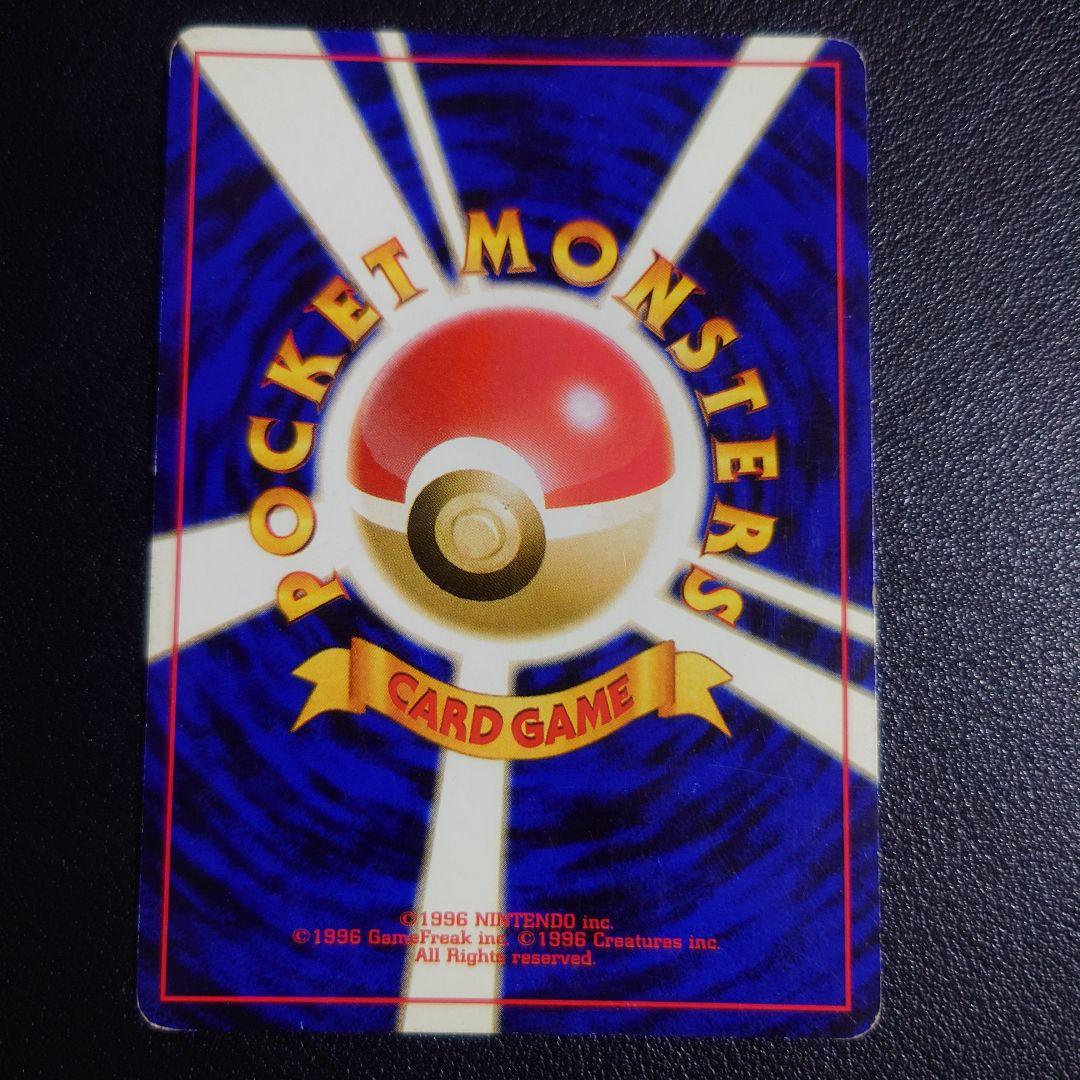 POCKET MONSTERS
CARD GAME
©1996 NINTENDO inc.
©1996 GameFreak inc. ©1996 Creatures inc.
All Rights reserved.